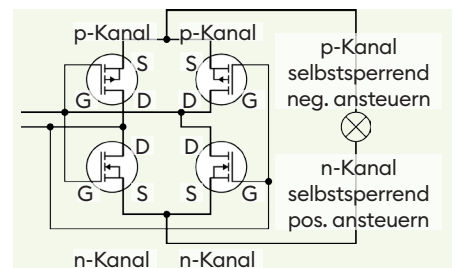 p-Kanal p-Kanal
S S
G D D G
D D
G S S G
n-Kanal n-Kanal
p-Kanal
selbstsperrend
neg. ansteuern
n-Kanal
selbstsperrend
pos. ansteuern